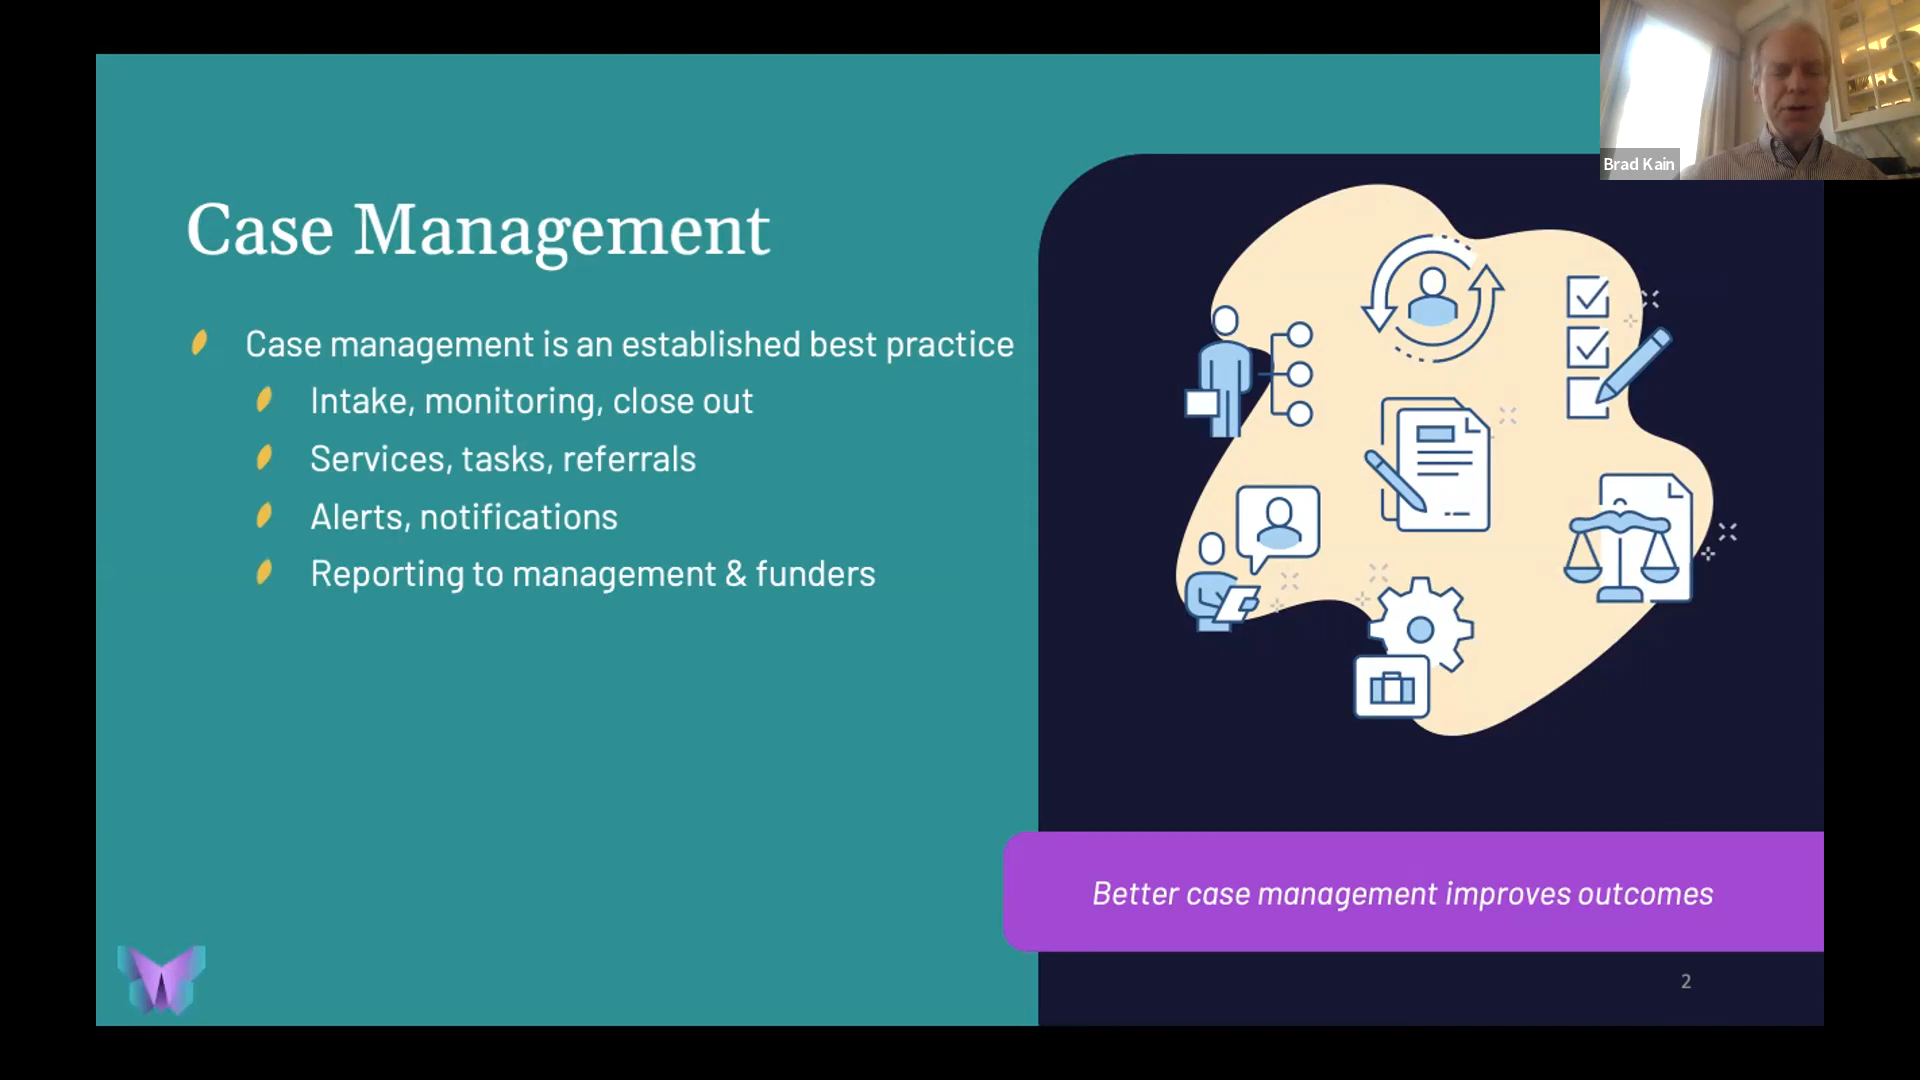 Brad Kain
Case Management
Case management is an established best practice
Intake, monitoring, close out
Services, tasks, referrals
Alerts, notifications
Reporting to management & funders
Better case management improves outcomes
2